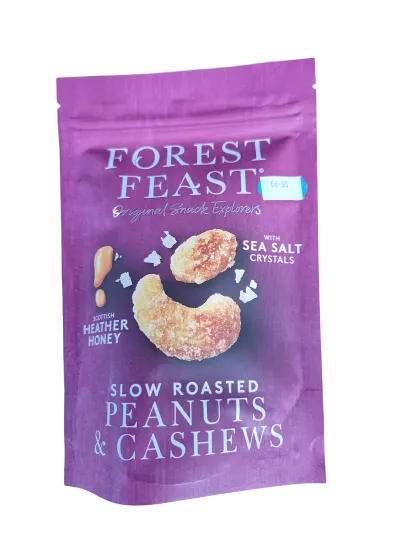 FOREST
FEAST®
Original Snack Explorers
WITH
SEA SALT
CRYSTALS
SCOTTISH
HEATHER
HONEY
SLOW ROASTED
PEANUTS
& CASHEWS